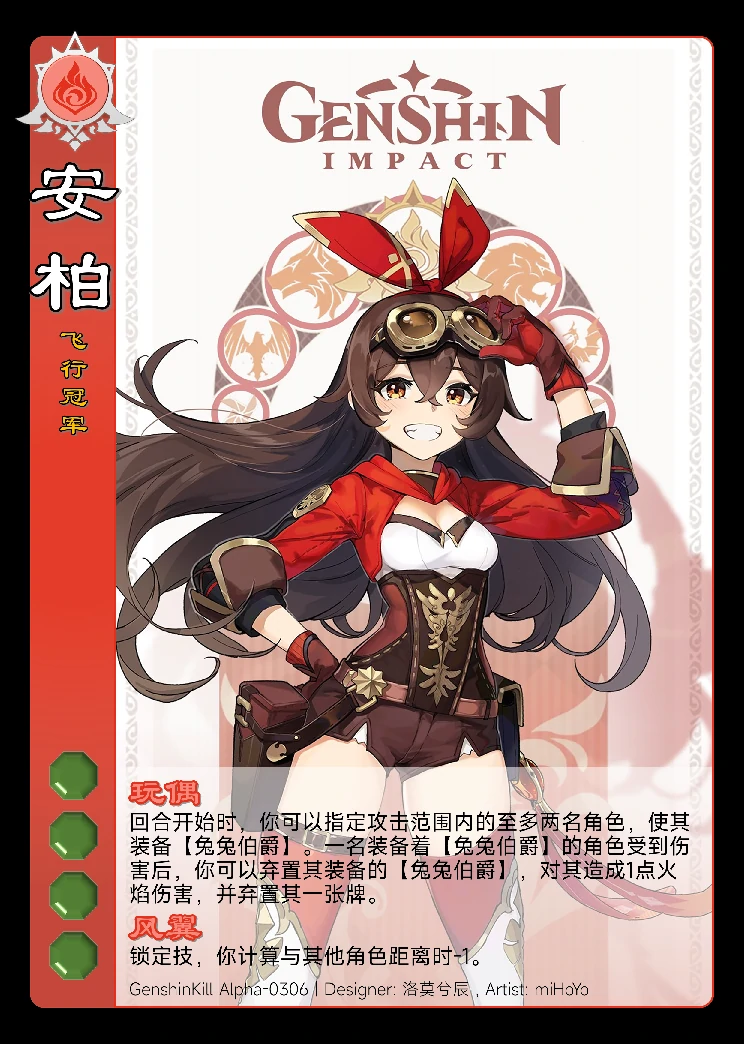 GENSHIN
IMPACT
安柏
飞行冠军
玩偶
回合开始时，你可以指定攻击范围内的至多两名角色，使其
装备【兔兔伯爵】。一名装备着【兔兔伯爵】的角色受到伤
害后，你可以弃置其装备的【兔兔伯爵】，对其造成1点火
焰伤害，并弃置其一张牌。
风翼
锁定技，你计算与其他角色距离时-1。
GenshinKill Alpha-0306 | Designer: 洛莫兮辰 , Artist: miHoYo